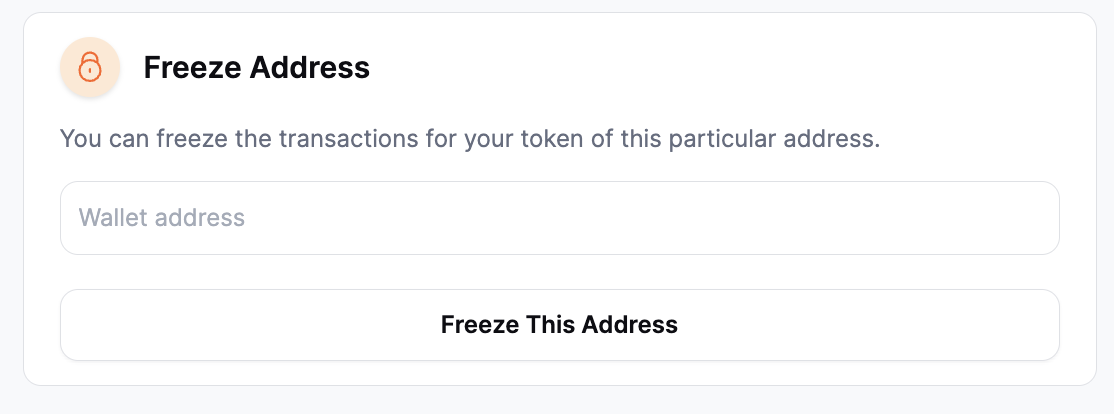 Freeze Address
You can freeze the transactions for your token of this particular address.
Wallet address
Freeze This Address